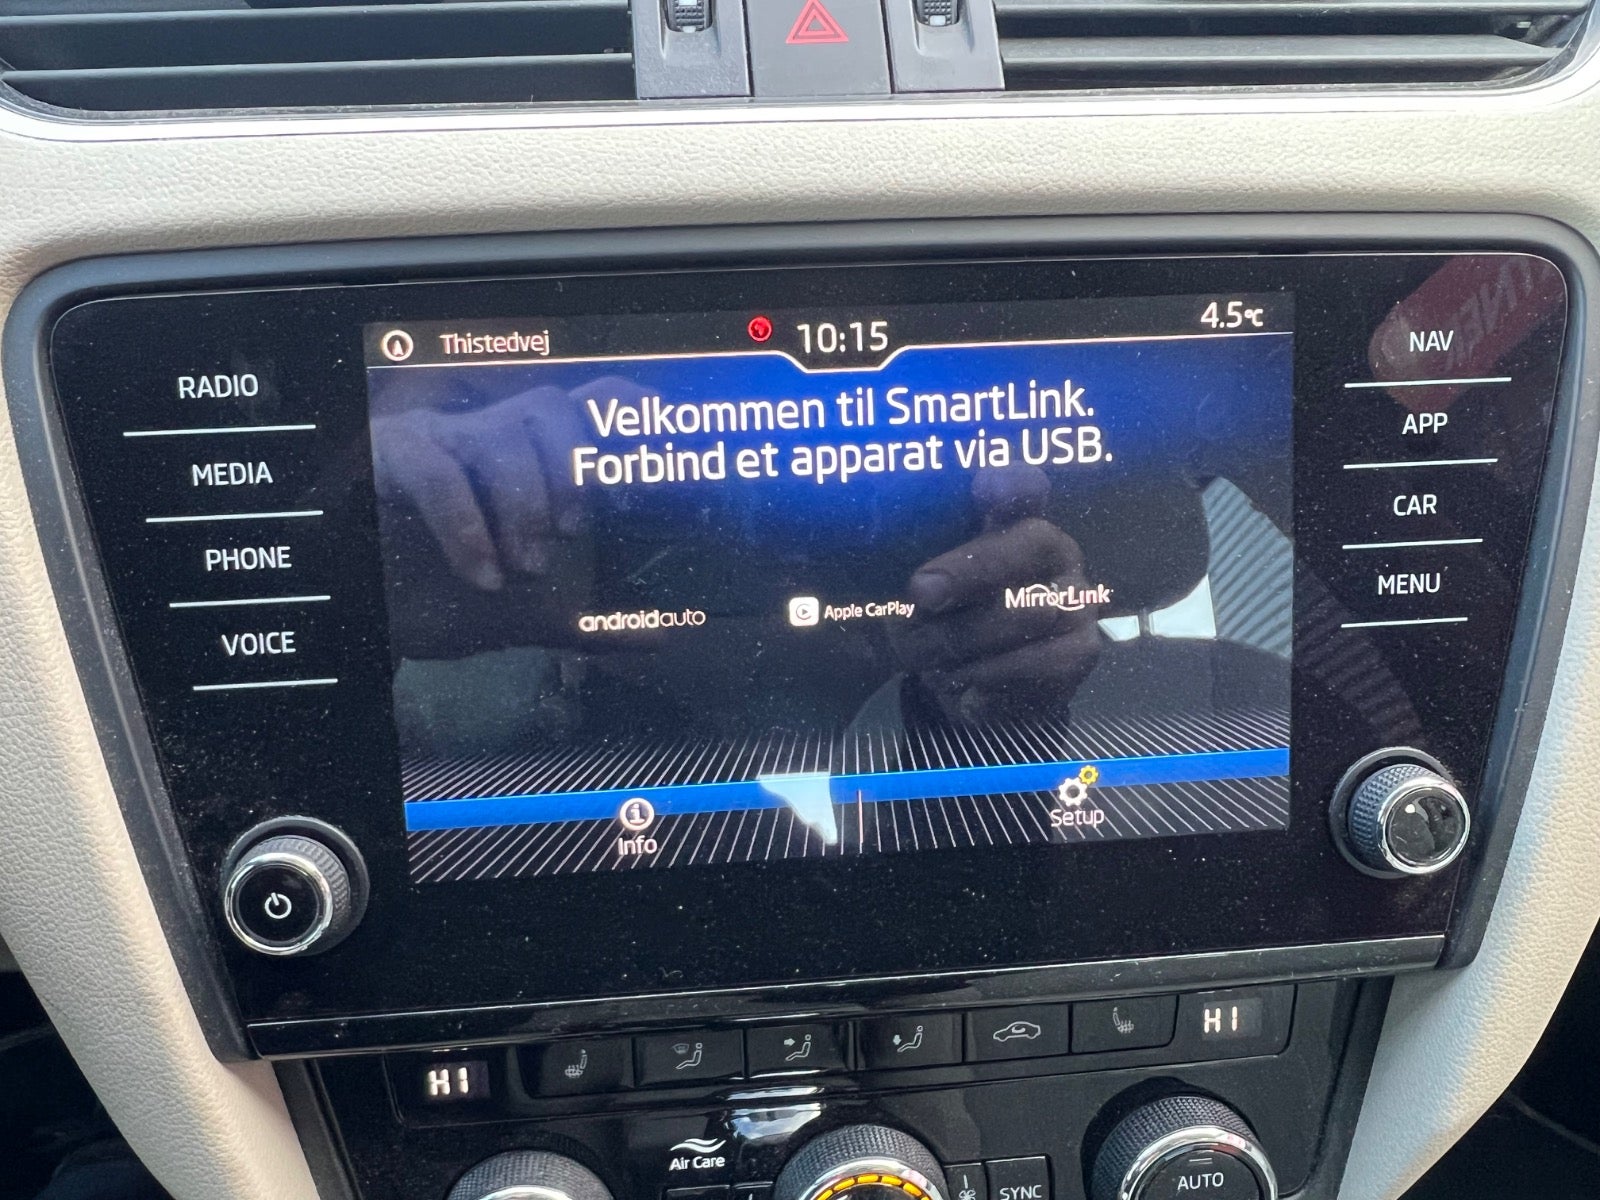 Thistedvej
10:15
4.5°C
Velkommen til SmartLink.
Forbind et apparat via USB.
androidauto
Apple CarPlay
MirrorLink
Info
Setup
RADIO
MEDIA
PHONE
VOICE
NAV
APP
CAR
MENU
HI
HI
Air Care
SYNC
AUTO